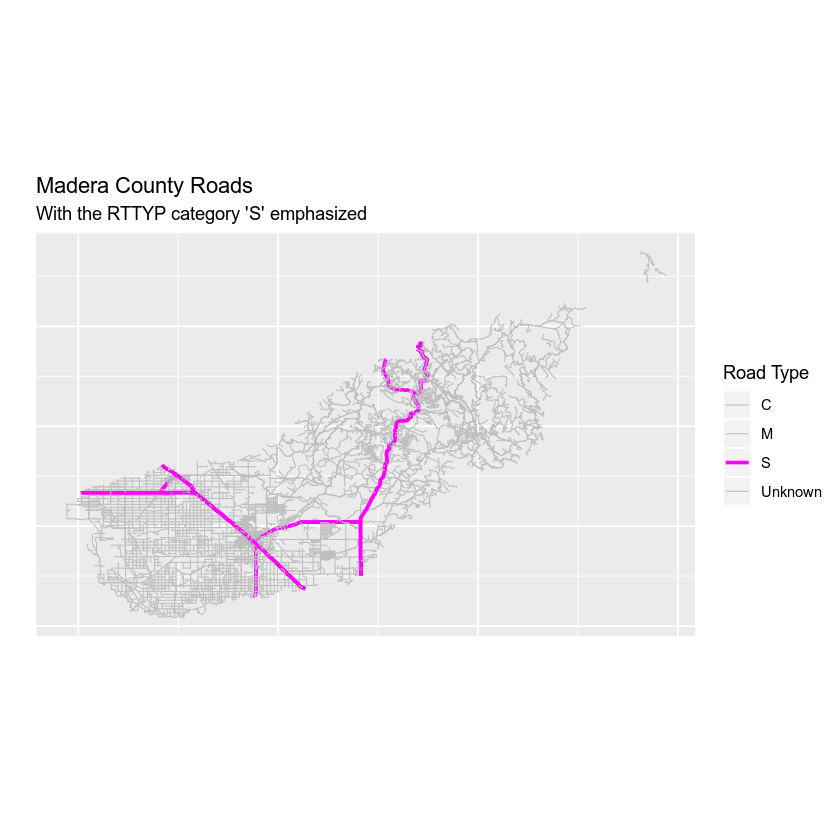 Madera County Roads
With the RTTYP category 'S' emphasized
Road Type
C
M
S
Unknown